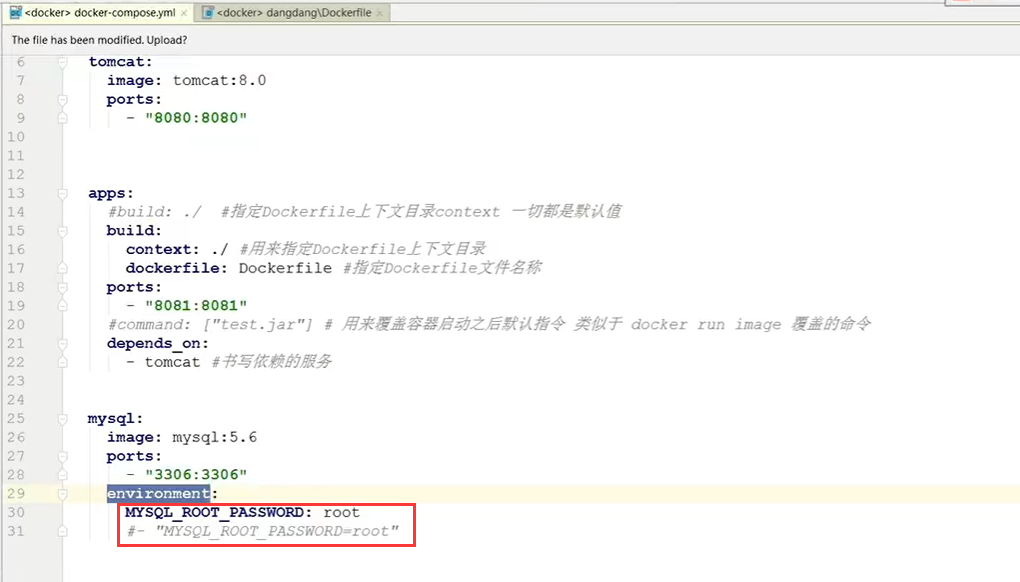 <docker> docker-compose.yml
<docker> dangdang\Dockerfile
The file has been modified. Upload?
6 tomcat:
7 image: tomcat:8.0
8 ports:
9 - "8080:8080"
10
11
12
13 apps:
14 #build: ./ #指定Dockerfile上下文目录context 一切都是默认值
15 build:
16 context: ./ #用来指定Dockerfile上下文目录
17 dockerfile: Dockerfile #指定Dockerfile文件名称
18 ports:
19 - "8081:8081"
20 #command: ["test.jar"] # 用来覆盖容器启动之后默认指令 类似于 docker run image 覆盖的命令
21 depends_on:
22 - tomcat #书写依赖的服务
23
24
25 mysql:
26 image: mysql:5.6
27 ports:
28 - "3306:3306"
29 environment:
30 MYSQL_ROOT_PASSWORD: root
31 #- "MYSQL_ROOT_PASSWORD=root"